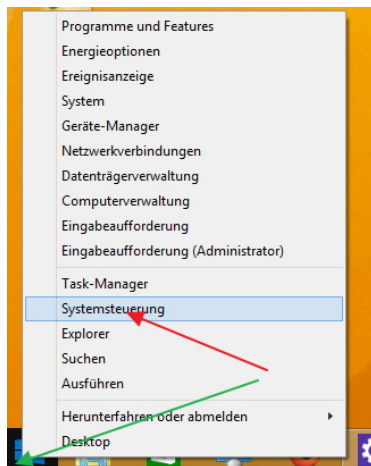 Programme und Features
Energieoptionen
Ereignisanzeige
System
Geräte-Manager
Netzwerkverbindungen
Datenträgerverwaltung
Computerverwaltung
Eingabeaufforderung
Eingabeaufforderung (Administrator)
Task-Manager
Systemsteuerung
Explorer
Suchen
Ausführen
Herunterfahren oder abmelden
Desktop